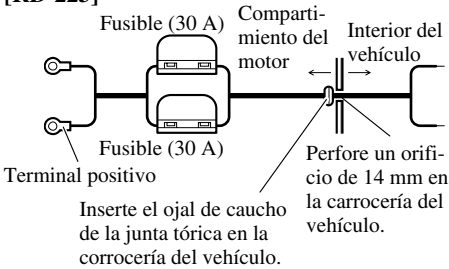 [RD-223]
Fusible (30 A)
Comparti-
miento del
motor
Interior del
vehículo
Fusible (30 A)
Terminal positivo
Perfore un orifi-
cio de 14 mm en
la carrocería del
vehículo.
Inserte el ojal de caucho
de la junta tórica en la
corrocería del vehículo.